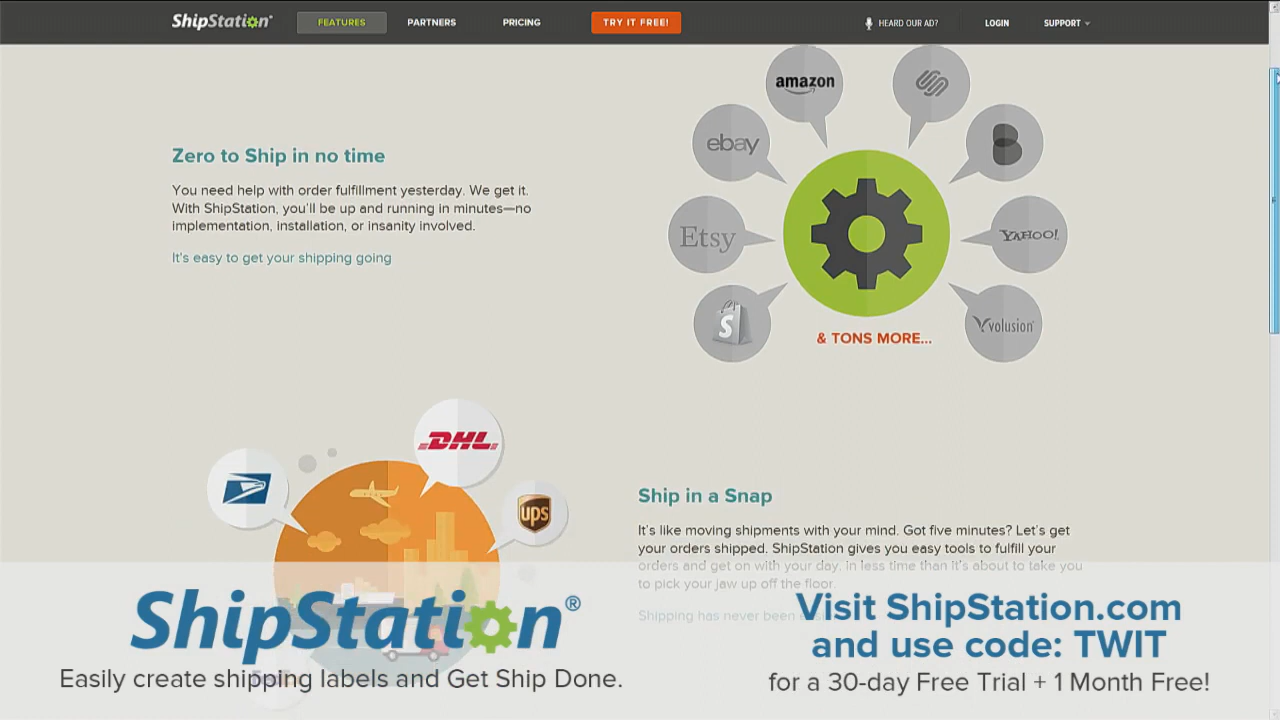 ShipStation FEATURES PARTNERS PRICING TRY IT FREE! HEARD OUR AD? LOGIN SUPPORT
amazon
ebay
Etsy
YAHOO!
volusion
& TONS MORE...
Zero to Ship in no time
You need help with order fulfillment yesterday. We get it.
With ShipStation, you'll be up and running in minutes—no
implementation, installation, or insanity involved.
It's easy to get your shipping going
DHL
ups
Ship in a Snap
It's like moving shipments with your mind. Got five minutes? Let's get
your orders shipped. ShipStation gives you easy tools to fulfill your
orders and get on with your day. In less time than it's about to take you
to pick your jaw up off the floor.
Shipping has never been
ShipStation®
Easily create shipping labels and Get Ship Done.
Visit ShipStation.com
and use code: TWIT
for a 30-day Free Trial + 1 Month Free!